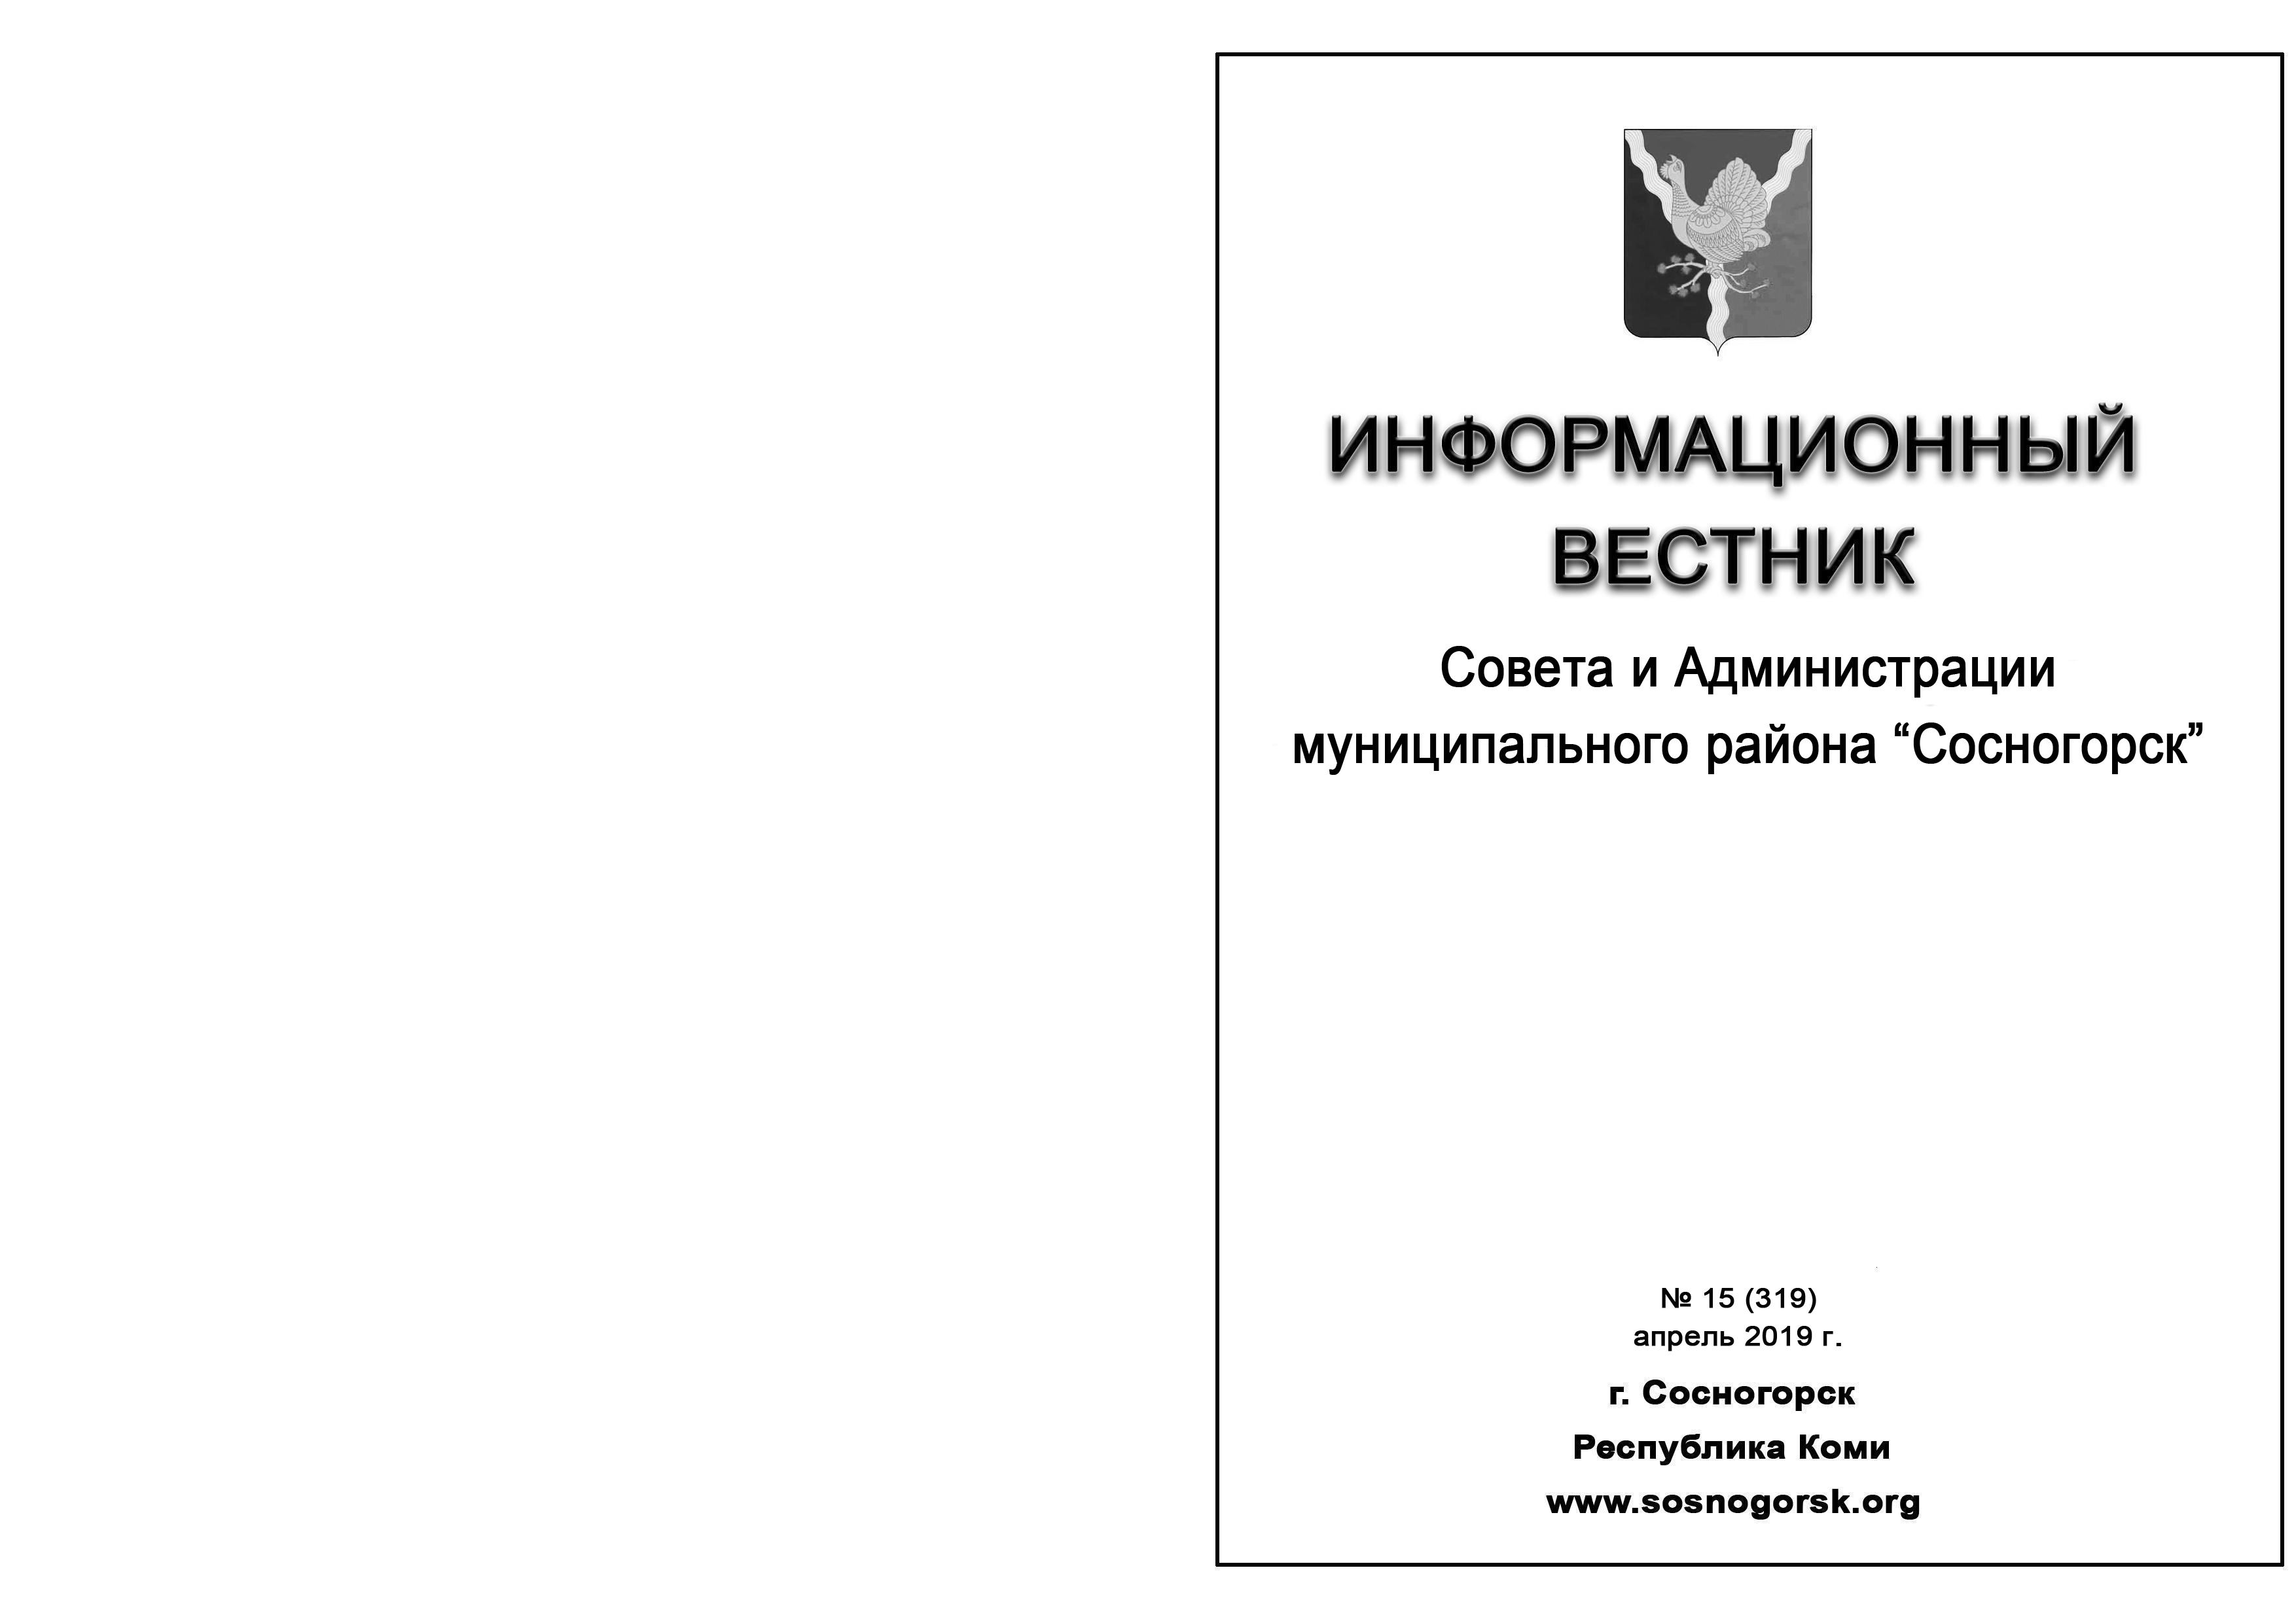 ИНФОРМАЦИОННЫЙ
ВЕСТНИК
Совета и Администрации
муниципального района “Сосногорск”
№ 15 (319)
апрель 2019 г.
г. Сосногорск
Республика Коми
www.sosnogorsk.org